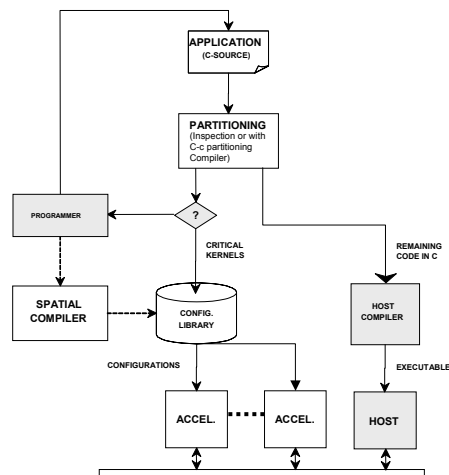 APPLICATION
(C-SOURCE)
PARTITIONING
(Inspection or with
C-c partitioning
Compiler)
PROGRAMMER
?
CRITICAL
KERNELS
REMAINING
CODE IN C
SPATIAL
COMPILER
CONFIG.
LIBRARY
HOST
COMPILER
CONFIGURATIONS
EXECUTABLE
ACCEL.
ACCEL.
HOST